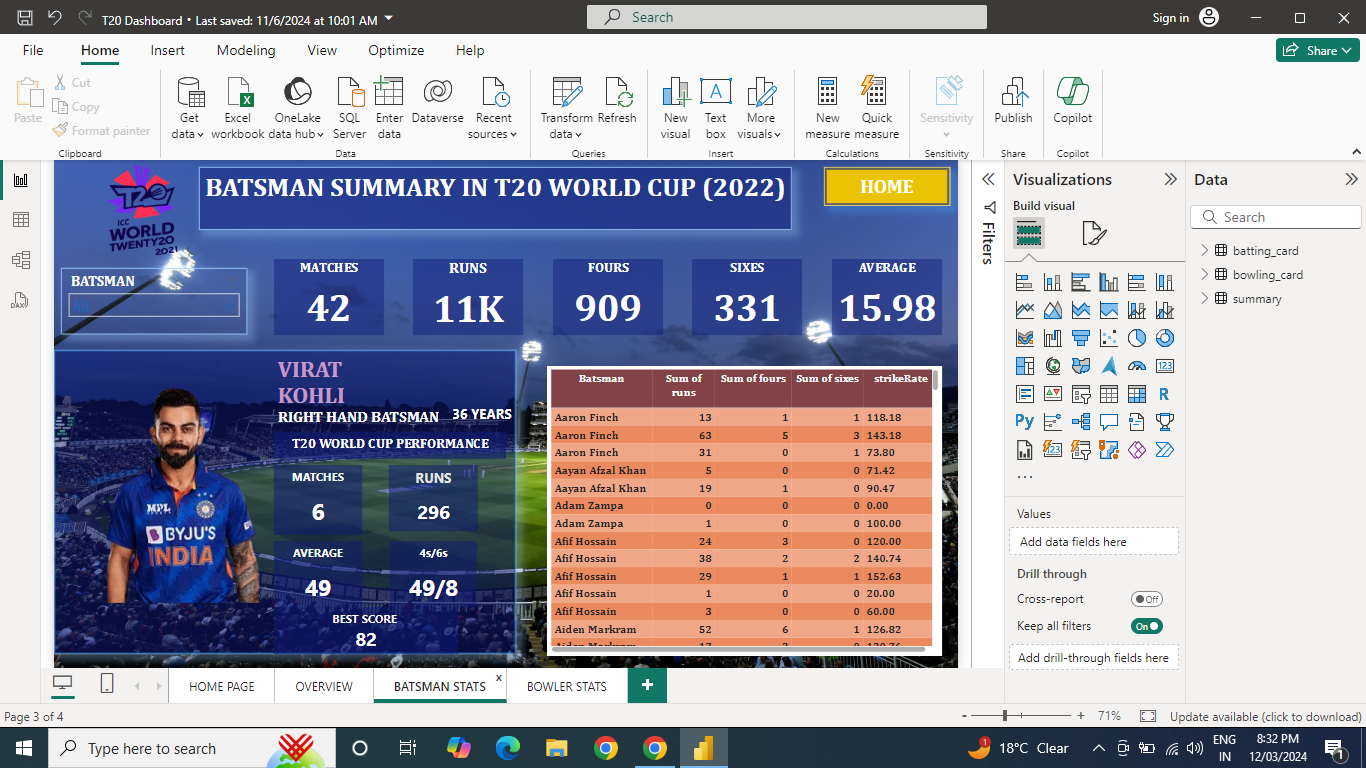 T20 Dashboard • Last saved: 11/6/2024 at 10:01 AM
Search
Sign in
File
Home
Insert
Modeling
View
Optimize
Help
Share
Paste
Cut
Copy
Format painter
Clipboard
Get data
Excel workbook
OneLake data hub
SQL Server
Enter data
Dataverse
Recent sources
Data
Transform data
Refresh
Queries
New visual
Text box
More visuals
Insert
New measure
Quick measure
Calculations
Sensitivity
Sensitivity
Publish
Share
Copilot
Copilot
T20
ICC
WORLD
TWENTY20
2021
BATSMAN SUMMARY IN T20 WORLD CUP (2022)
HOME
BATSMAN
All
MATCHES
42
RUNS
11K
FOURS
909
SIXES
331
AVERAGE
15.98
VIRAT
KOHLI
RIGHT HAND BATSMAN
36 YEARS
T20 WORLD CUP PERFORMANCE
MATCHES
6
RUNS
296
AVERAGE
49
4s/6s
49/8
BEST SCORE
82
MPL
BYJU'S
INDIA
Batsman Sum of runs Sum of fours Sum of sixes strikeRate
Aaron Finch 13 1 1 118.18
Aaron Finch 63 5 3 143.18
Aaron Finch 31 0 1 73.80
Aayan Afzal Khan 5 0 0 71.42
Aayan Afzal Khan 19 1 0 90.47
Adam Zampa 0 0 0 0.00
Adam Zampa 1 0 0 100.00
Afif Hossain 24 3 0 120.00
Afif Hossain 38 2 2 140.74
Afif Hossain 29 1 1 152.63
Afif Hossain 1 0 0 20.00
Afif Hossain 3 0 0 60.00
Aiden Markram 52 6 1 126.82
Filters
Visualizations
Build visual
123
R
Py
123
...
Values
Add data fields here
Drill through
Cross-report
Off
Keep all filters
On
Add drill-through fields here
Data
Search
batting_card
bowling_card
summary
DAX
HOME PAGE
OVERVIEW
BATSMAN STATS
x
BOWLER STATS
+
Page 3 of 4
- + 71%
Update available (click to download)
Type here to search
1
18°C Clear
ENG
IN
8:32 PM
12/03/2024
1